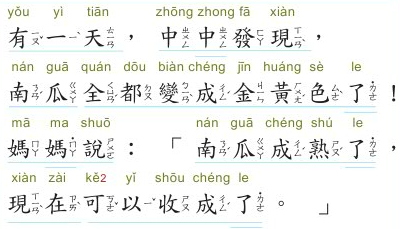 yǒu yì tiān zhōng zhong fā xiàn
有一天，中中發現，
nán guā quán dōu biàn chéng jīn huáng sè le
南瓜全都變成金黃色了！
mā ma shuō nán guā chéng shú le
媽媽說：「南瓜成熟了，
xiàn zài kě2 yǐ shōu chéng le
現在可以收成了。」